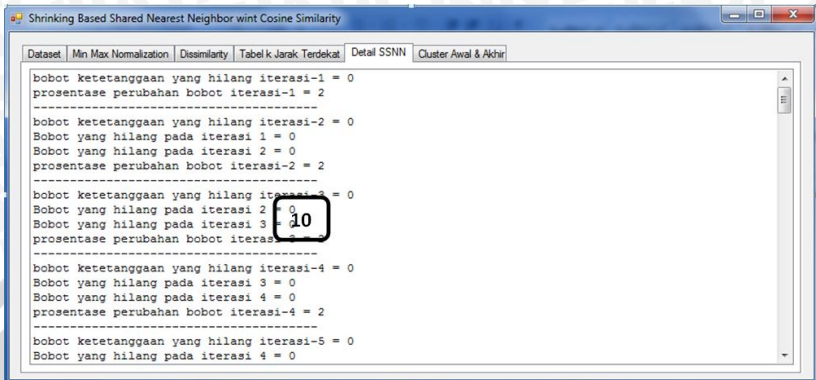 Shrinking Based Shared Nearest Neighbor wint Cosine Similarity
Dataset Min Max Normalization Dissimilarity Tabel k Jarak Terdekat Detail SSNN Cluster Awal & Akhir
bobot ketetanggaan yang hilang iterasi-1 = 0
prosentase perubahan bobot iterasi-1 = 2
---------------------------------------
bobot ketetanggaan yang hilang iterasi-2 = 0
Bobot yang hilang pada iterasi 1 = 0
Bobot yang hilang pada iterasi 2 = 0
prosentase perubahan bobot iterasi-2 = 2
---------------------------------------
bobot ketetanggaan yang hilang iterasi-3 = 0
Bobot yang hilang pada iterasi 2 = 0
Bobot yang hilang pada iterasi 3 = 0
10
prosentase perubahan bobot iterasi-3 = 2
---------------------------------------
bobot ketetanggaan yang hilang iterasi-4 = 0
Bobot yang hilang pada iterasi 3 = 0
Bobot yang hilang pada iterasi 4 = 0
prosentase perubahan bobot iterasi-4 = 2
---------------------------------------
bobot ketetanggaan yang hilang iterasi-5 = 0
Bobot yang hilang pada iterasi 4 = 0